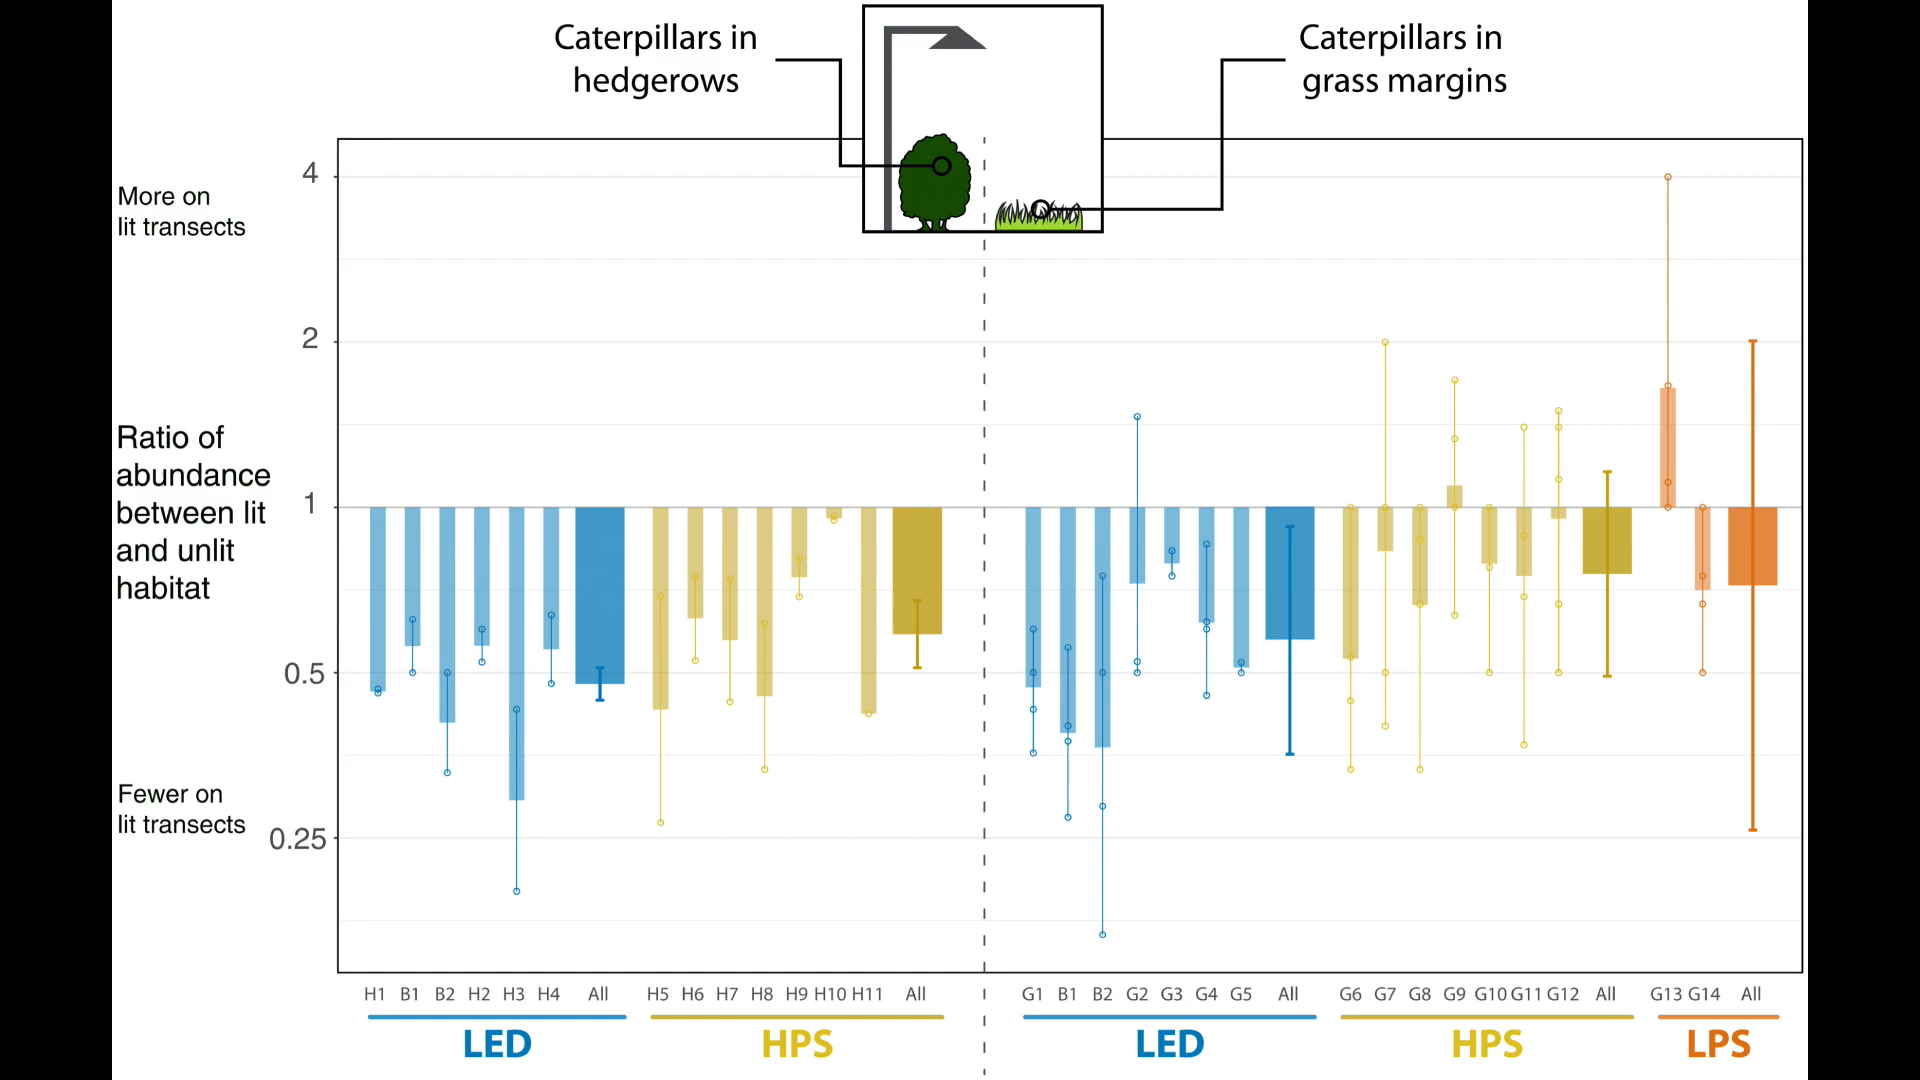 Caterpillars in
hedgerows
Caterpillars in
grass margins
More on
lit transects
Ratio of
abundance
between lit
and unlit
habitat
Fewer on
lit transects
4
2
1
0.5
0.25
H1 B1 B2 H2 H3 H4 All H5 H6 H7 H8 H9 H10 H11 All G1 B1 B2 G2 G3 G4 G5 All G6 G7 G8 G9 G10 G11 G12 All G13 G14 All
LED HPS LED HPS LPS